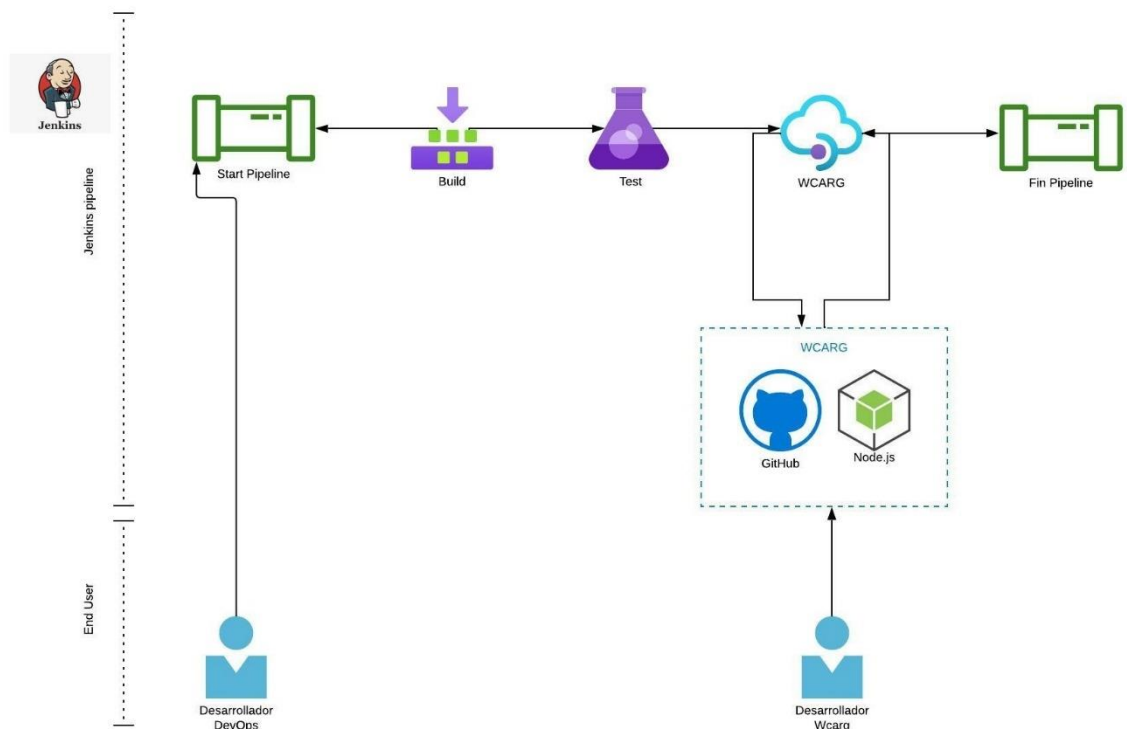 Jenkins
Jenkins pipeline
Start Pipeline
Build
Test
WCARG
Fin Pipeline
WCARG
GitHub
Node.js
End User
Desarrollador
DevOps
Desarrollador
Wcarg